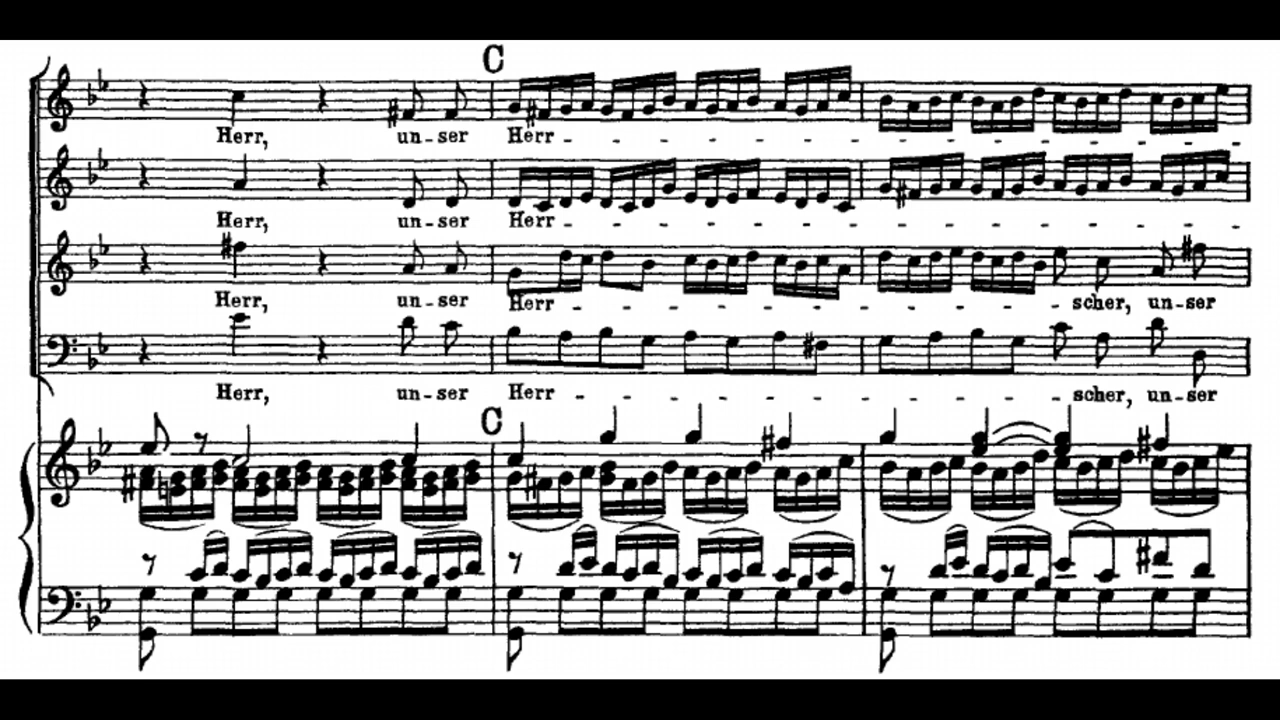 C
Herr, un-ser Herr- - - - - - - - -
Herr, un-ser Herr- - - - - - - - -
Herr, un-ser Herr- - - - - - - scher, un-ser
Herr, un-ser Herr- - - - - - - scher, un-ser
C